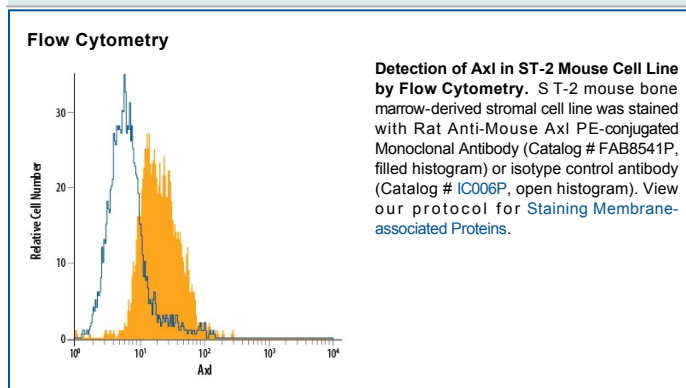 Flow Cytometry
Detection of Axl in ST-2 Mouse Cell Line
by Flow Cytometry. S T-2 mouse bone
marrow-derived stromal cell line was stained
with Rat Anti-Mouse Axl PE-conjugated
Monoclonal Antibody (Catalog # FAB8541P,
filled histogram) or isotype control antibody
(Catalog # IC006P, open histogram). View
our protocol for Staining Membrane-
associated Proteins.
Relative Cell Number
30
20
10
0
10⁰ 10¹ 10² 10³ 10⁴
Axl